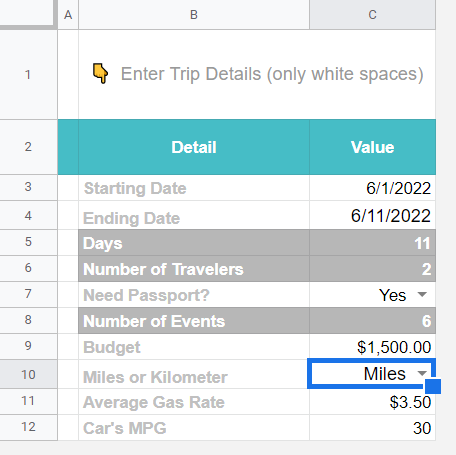 A B C
1 👇 Enter Trip Details (only white spaces)
2 Detail Value
3 Starting Date 6/1/2022
4 Ending Date 6/11/2022
5 Days 11
6 Number of Travelers 2
7 Need Passport? Yes
8 Number of Events 6
9 Budget $1,500.00
10 Miles or Kilometer Miles
11 Average Gas Rate $3.50
12 Car's MPG 30